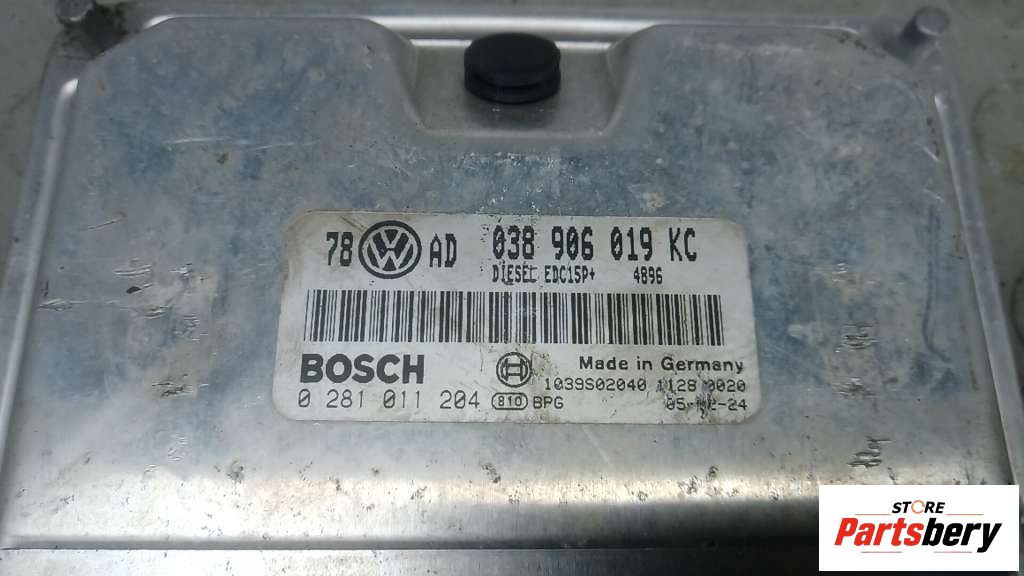 78 AD 038 906 019 KC
DIESEL EDC15P+ 4896
BOSCH Made in Germany
1039S02040 1128 0020
0 281 011 204 810 BPG
STORE
Partsbery